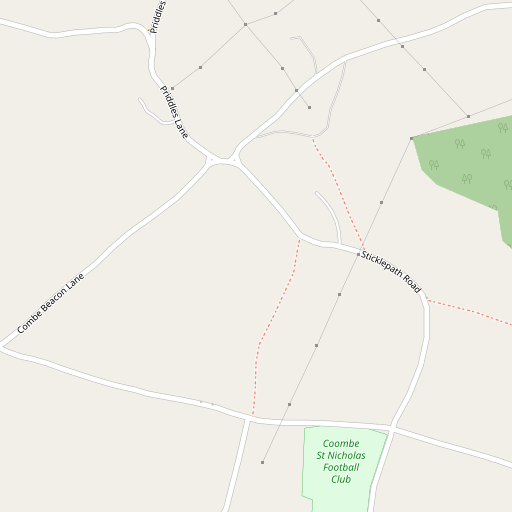 Priddles
Priddles Lane
Sticklepath Road
Combe Beacon Lane
Coombe
St Nicholas
Football
Club